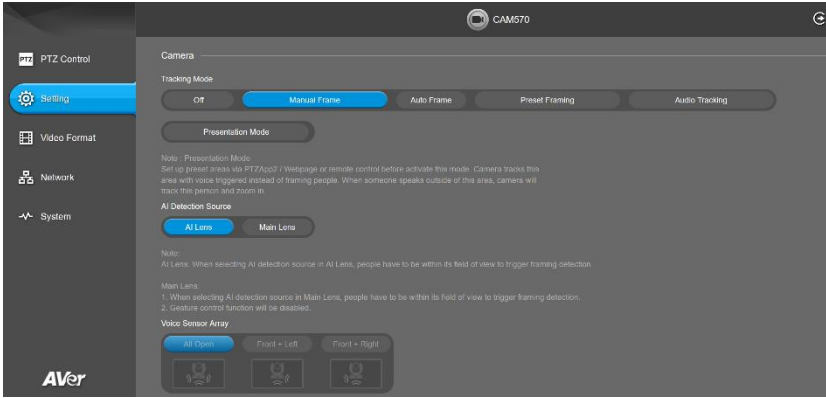 CAM570
PTZ PTZ Control
Setting
Video Format
Network
System
AVer
Camera
Tracking Mode
Off Manual Frame Auto Frame Preset Framing Audio Tracking
Presentation Mode
Note : Presentation Mode
Set up preset areas via PTZApp2 / Webpage or remote control before activate this mode. Camera tracks this
area with voice triggered instead of framing people. When someone speaks outside of this area, camera will
track this person and zoom in.
AI Detection Source
AI Lens Main Lens
Note:
AI Lens: When selecting AI detection source in AI Lens, people have to be within its field of view to trigger framing detection
Main Lens:
1. When selecting AI detection source in Main Lens, people have to be within its field of view to trigger framing detection.
2. Gesture control function will be disabled.
Voice Sensor Array
All Open Front + Left Front + Right